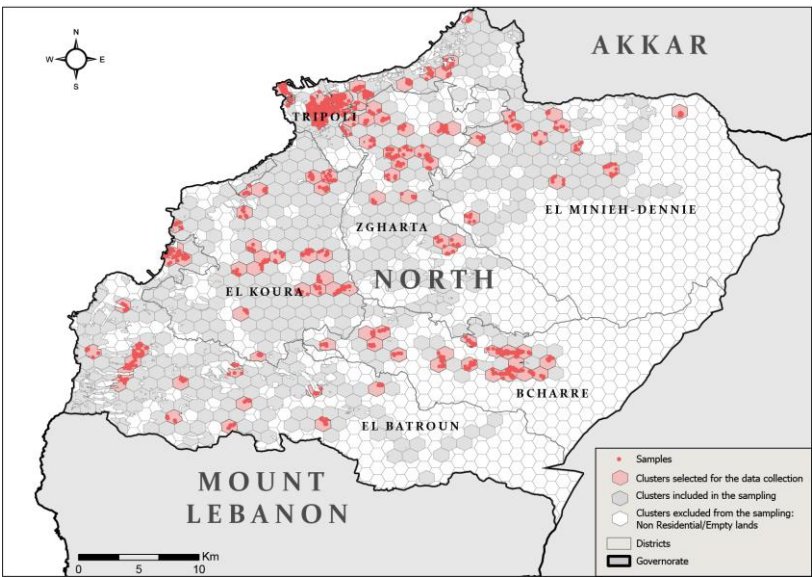 AKKAR
N
W E
S
TRIPOLI
EL MINIEH-DENNIE
ZGHARTA
NORTH
EL KOURA
BCHARRE
EL BATROUN
MOUNT
LEBANON
Samples
Clusters selected for the data collection
Clusters included in the sampling
Clusters excluded from the sampling:
Non Residential/Empty lands
Districts
Governorate
Km
0 5 10